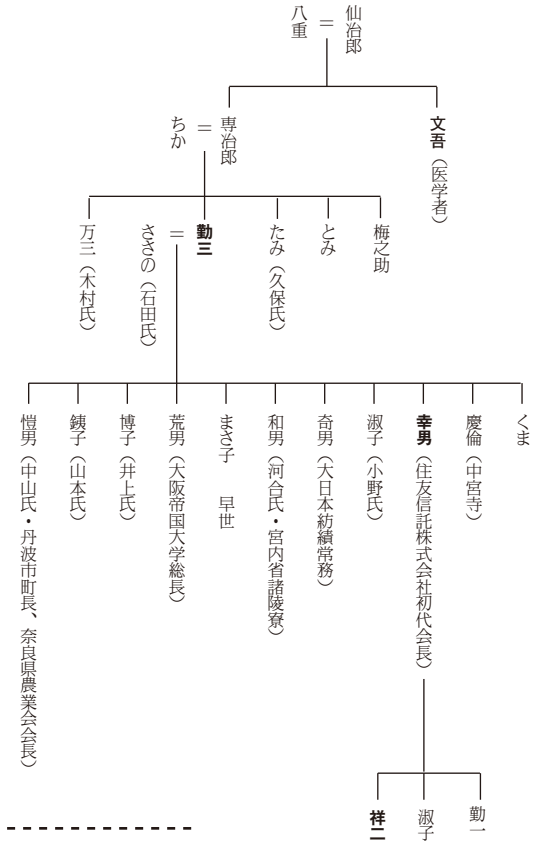 仙治郎
＝
八重
文吾（医学者）
専治郎
＝
ちか
梅之助
とみ
たみ（久保氏）
勤三
＝
ささの（石田氏）
万三（木村氏）
くま
慶倫（中宮寺）
幸男（住友信託株式会社初代会長）
淑子（小野氏）
奇男（大日本紡績常務）
和男（河合氏・宮内省諸陵寮）
まさ子　早世
荒男（大阪帝国大学総長）
博子（井上氏）
銕子（山本氏）
愷男（中山氏・丹波市町長、奈良県農業会会長）
勤一
淑子
祥二